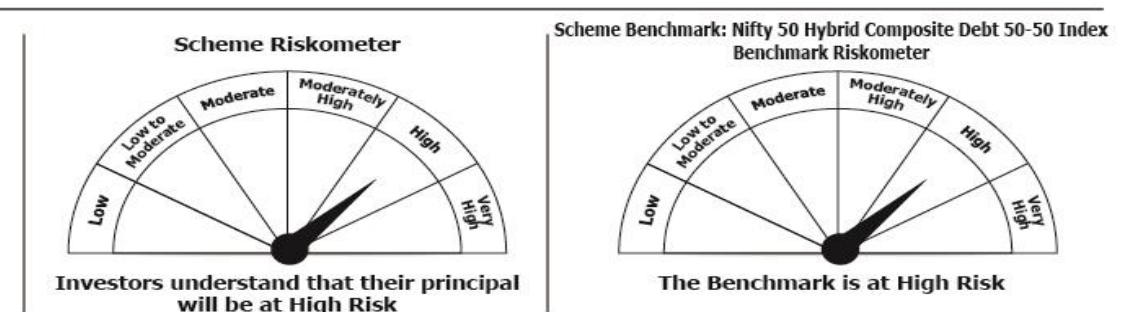 Scheme Riskometer
Low
Low to
Moderate
Moderate
Moderately
High
High
Very
High
Investors understand that their principal
will be at High Risk
Scheme Benchmark: Nifty 50 Hybrid Composite Debt 50-50 Index
Benchmark Riskometer
Low
Low to
Moderate
Moderate
Moderately
High
High
Very
High
The Benchmark is at High Risk